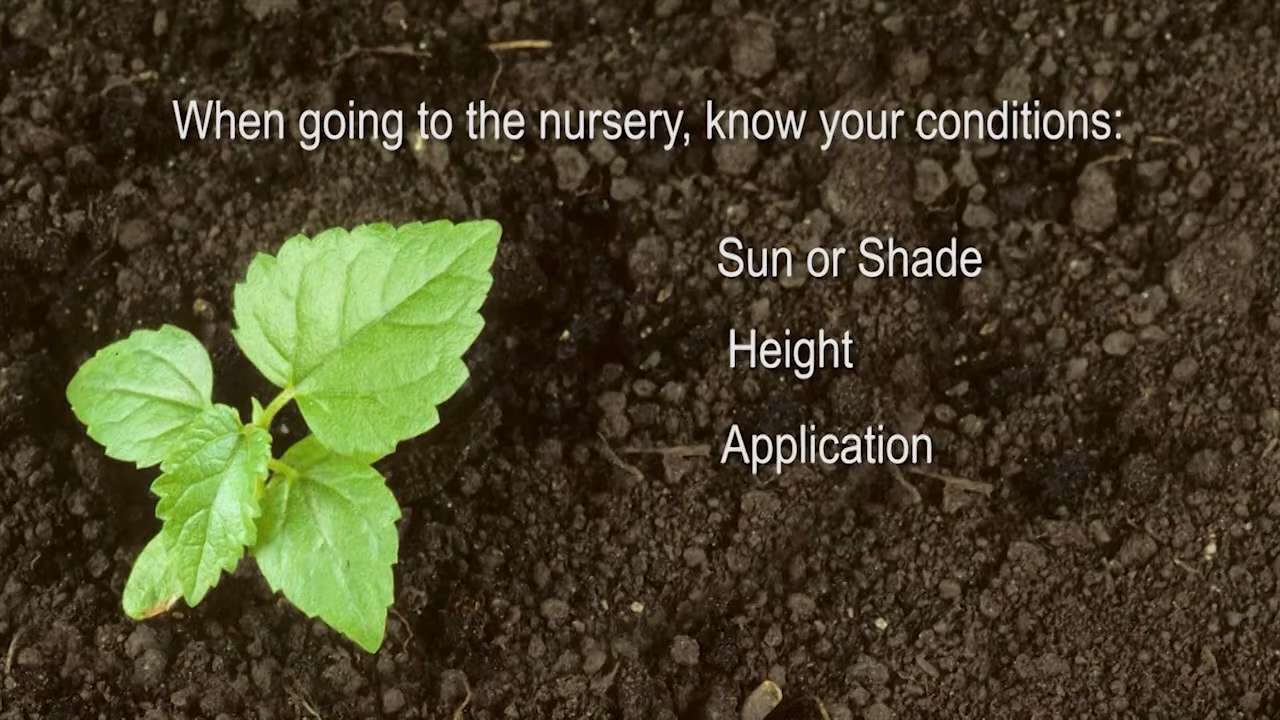 When going to the nursery, know your conditions:
Sun or Shade
Height
Application